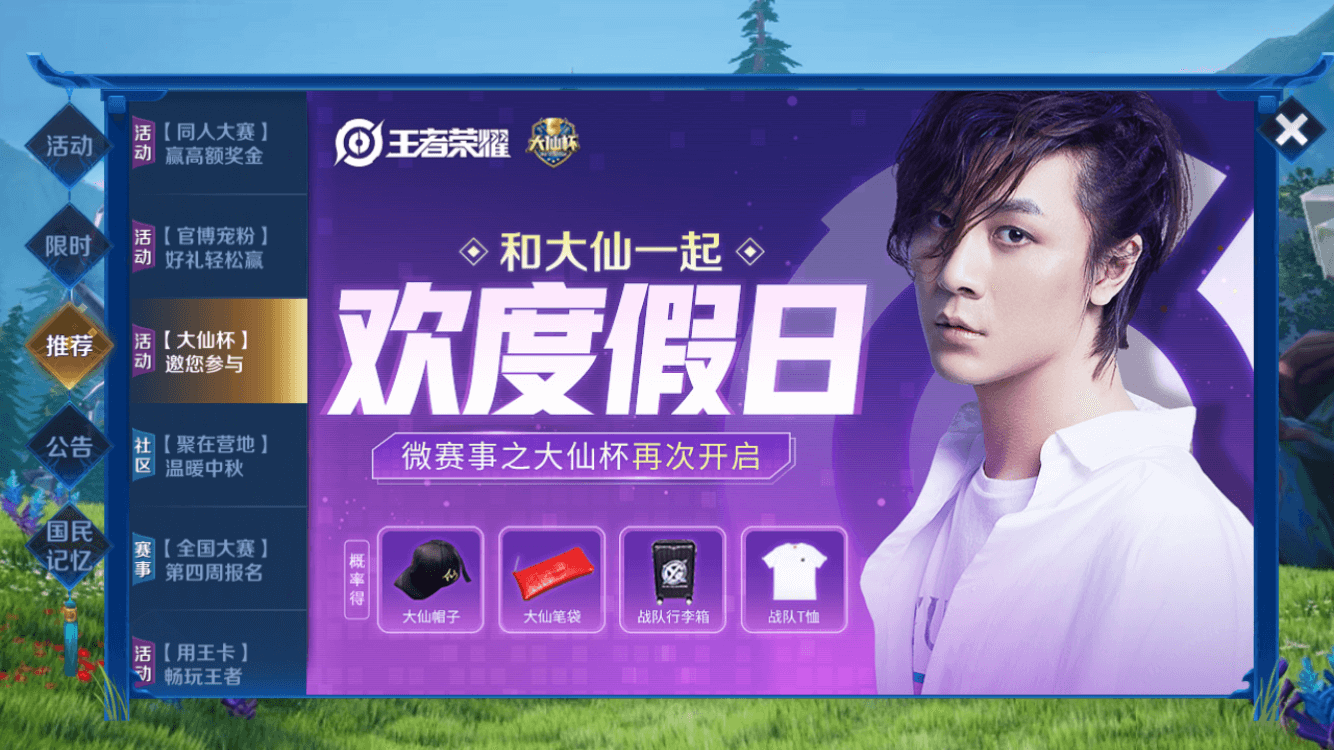 活动
限时
推荐
公告
国民
记忆
活动
【同人大赛】
赢高额奖金
活动
【官博宠粉】
好礼轻松赢
活动
【大仙杯】
邀您参与
社区
【聚在营地】
温暖中秋
赛事
【全国大赛】
第四周报名
活动
【用王卡】
畅玩王者
王者荣耀
大仙杯
和大仙一起
欢度假日
微赛事之大仙杯再次开启
概率得
大仙帽子
大仙笔袋
战队行李箱
战队T恤